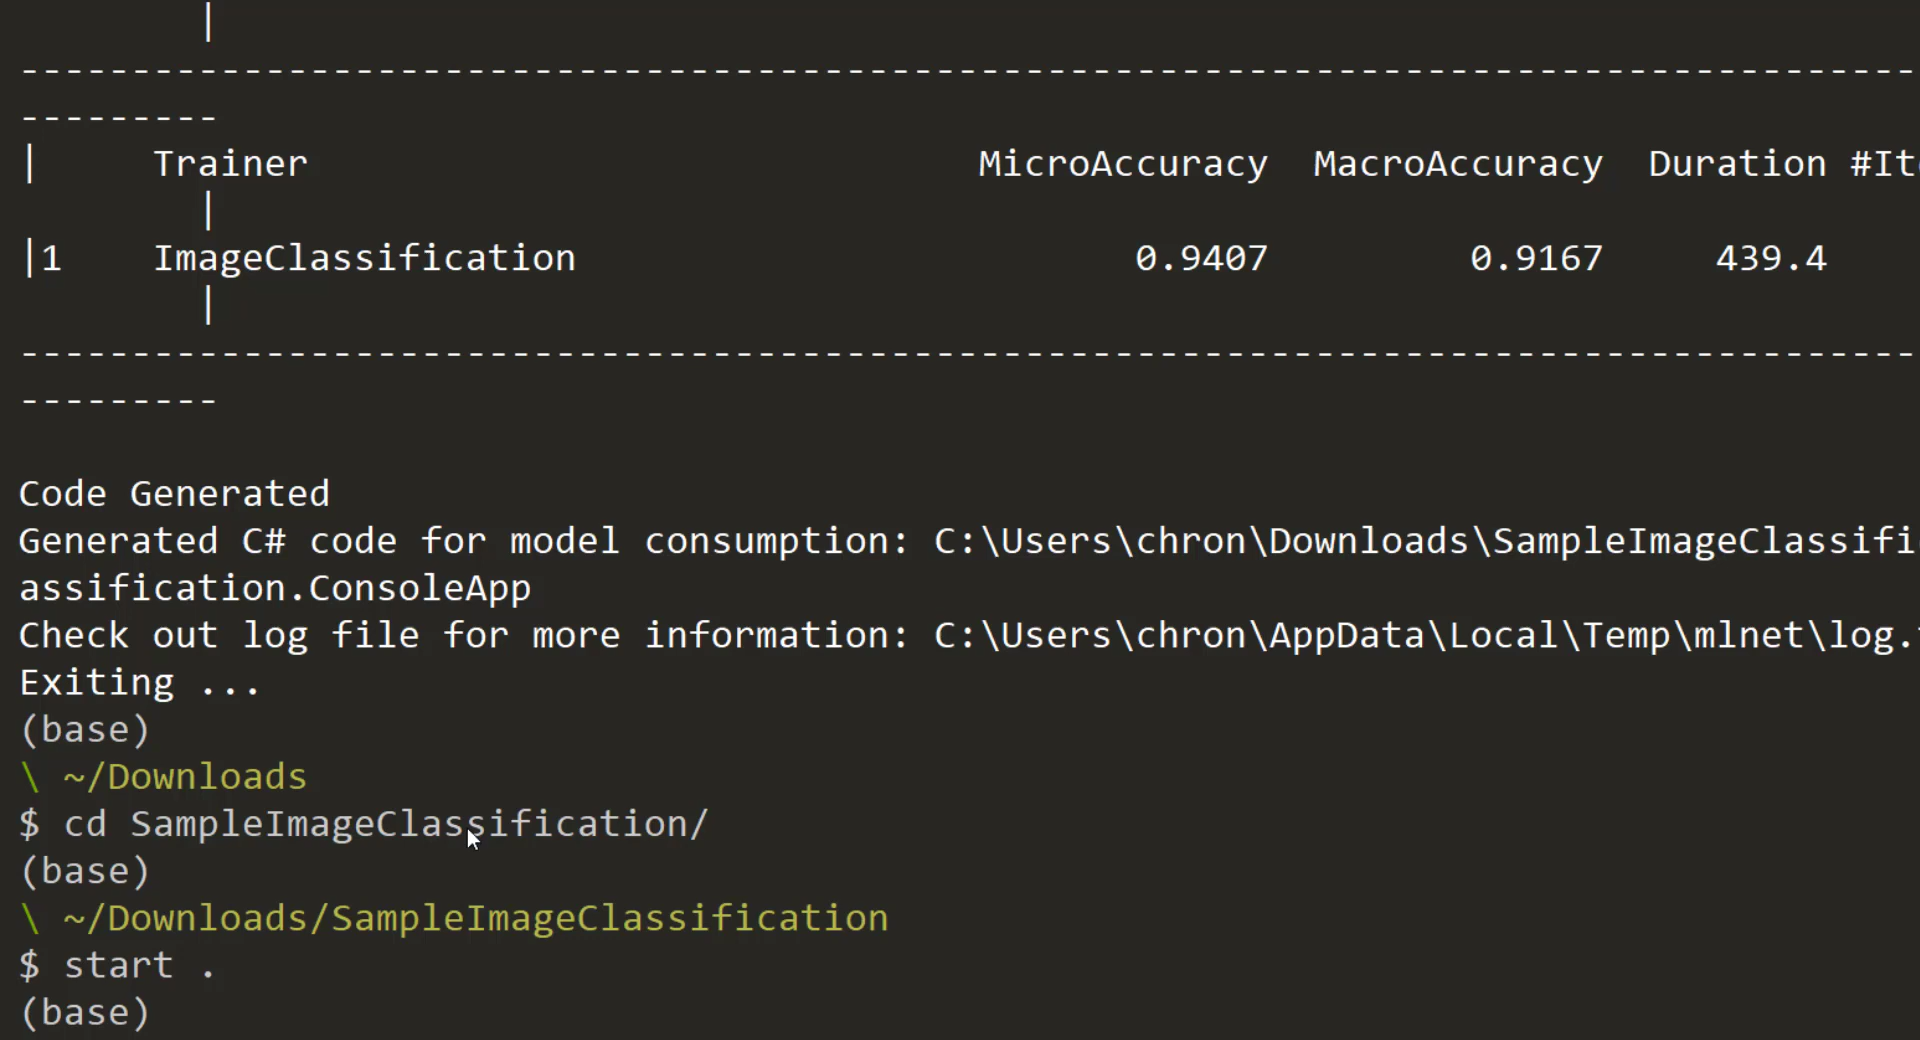 |
-------------------------------------------------------------------------------------
---------
|     Trainer                              MicroAccuracy  MacroAccuracy  Duration #It
|
|1    ImageClassification                         0.9407         0.9167     439.4
|
-------------------------------------------------------------------------------------
---------
Code Generated
Generated C# code for model consumption: C:\Users\chron\Downloads\SampleImageClassifi
assification.ConsoleApp
Check out log file for more information: C:\Users\chron\AppData\Local\Temp\mlnet\log.
Exiting ...
(base)
\ ~/Downloads
$ cd SampleImageClassification/
(base)
\ ~/Downloads/SampleImageClassification
$ start .
(base)